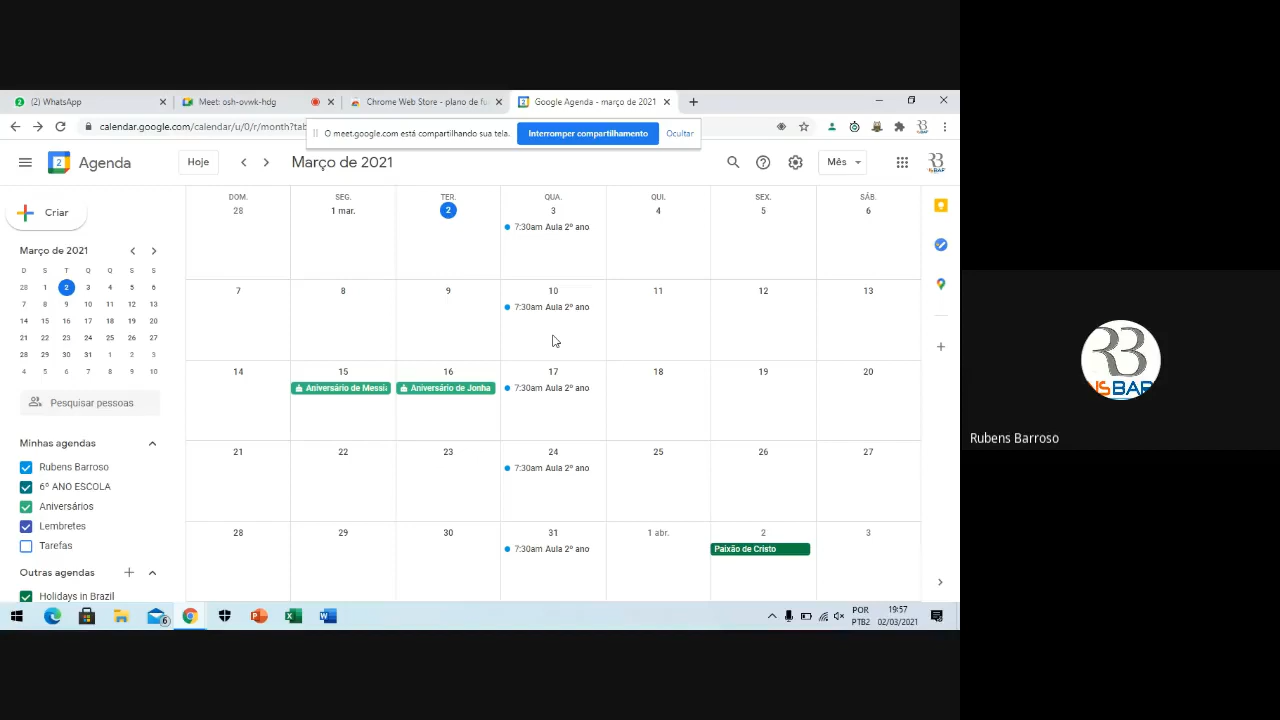 (2) WhatsApp
Meet: osh-ovwk-hdg
Chrome Web Store - plano de fu
Google Agenda - março de 2021
calendar.google.com/calendar/u/0/r/month?tab
O meet.google.com está compartilhando sua tela.
Interromper compartilhamento
Ocultar
2
Agenda
Hoje
Março de 2021
Mês
Criar
DOM. SEG. TER. QUA. QUI. SEX. SÁB.
28 1 mar. 2 3 4 5 6
7:30am Aula 2º ano
7 8 9 10 11 12 13
7:30am Aula 2º ano
14 15 16 17 18 19 20
Aniversário de Messia
Aniversário de Jonha
7:30am Aula 2º ano
21 22 23 24 25 26 27
7:30am Aula 2º ano
28 29 30 31 1 abr. 2 3
7:30am Aula 2º ano
Paixão de Cristo
Março de 2021
D S T Q Q S S
28 1 2 3 4 5 6
7 8 9 10 11 12 13
14 15 16 17 18 19 20
21 22 23 24 25 26 27
28 29 30 31 1 2 3
4 5 6 7 8 9 10
Pesquisar pessoas
Minhas agendas
Rubens Barroso
6º ANO ESCOLA
Aniversários
Lembretes
Tarefas
Outras agendas
Holidays in Brazil
6
POR
PTB2
19:57
02/03/2021
Rubens Barroso